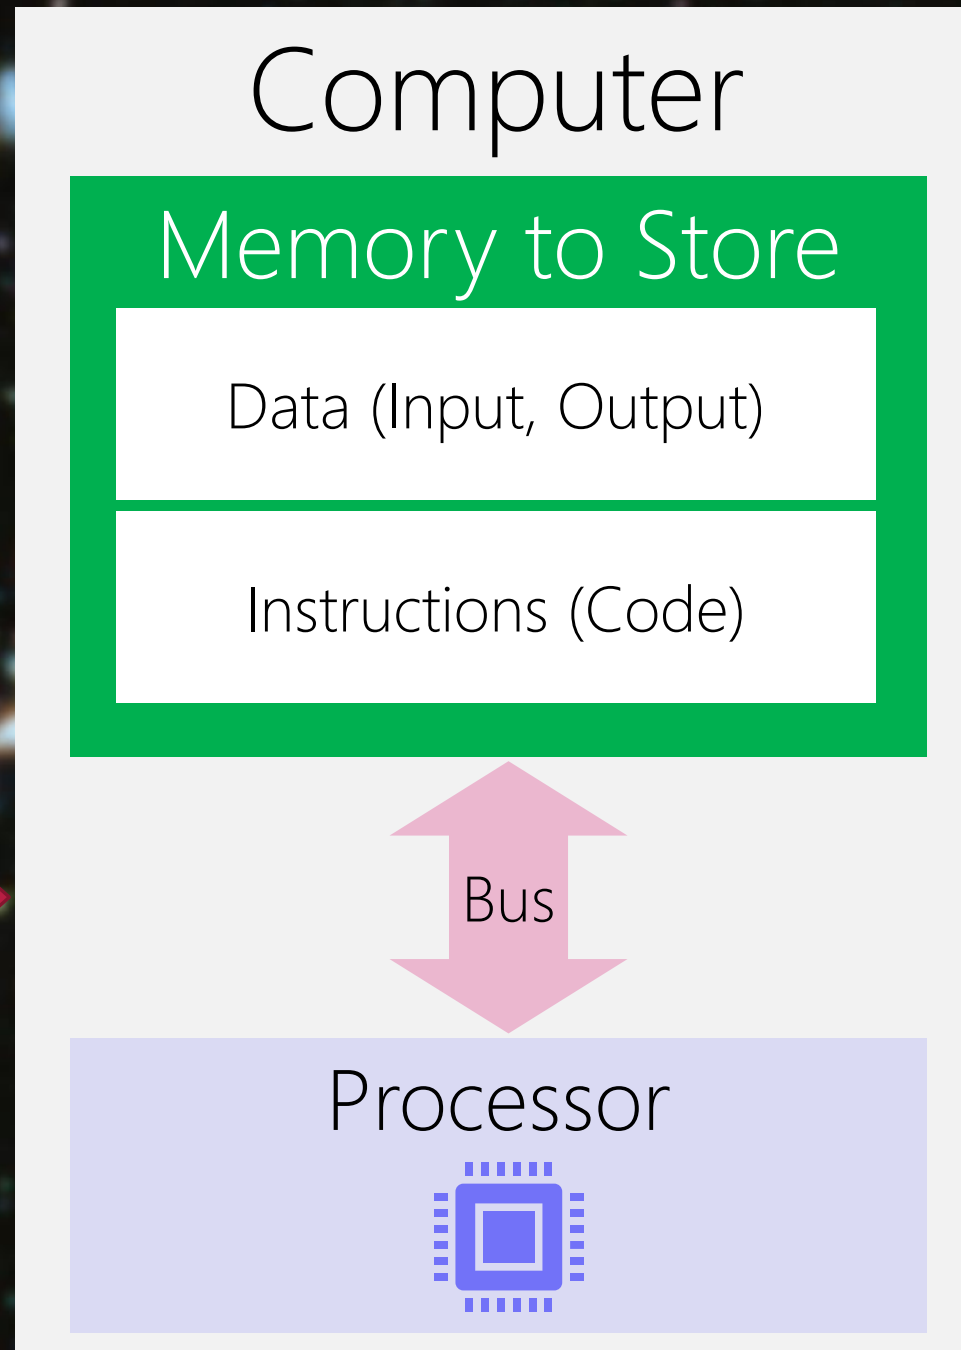 Computer
Memory to Store
Data (Input, Output)
Instructions (Code)
Bus
Processor